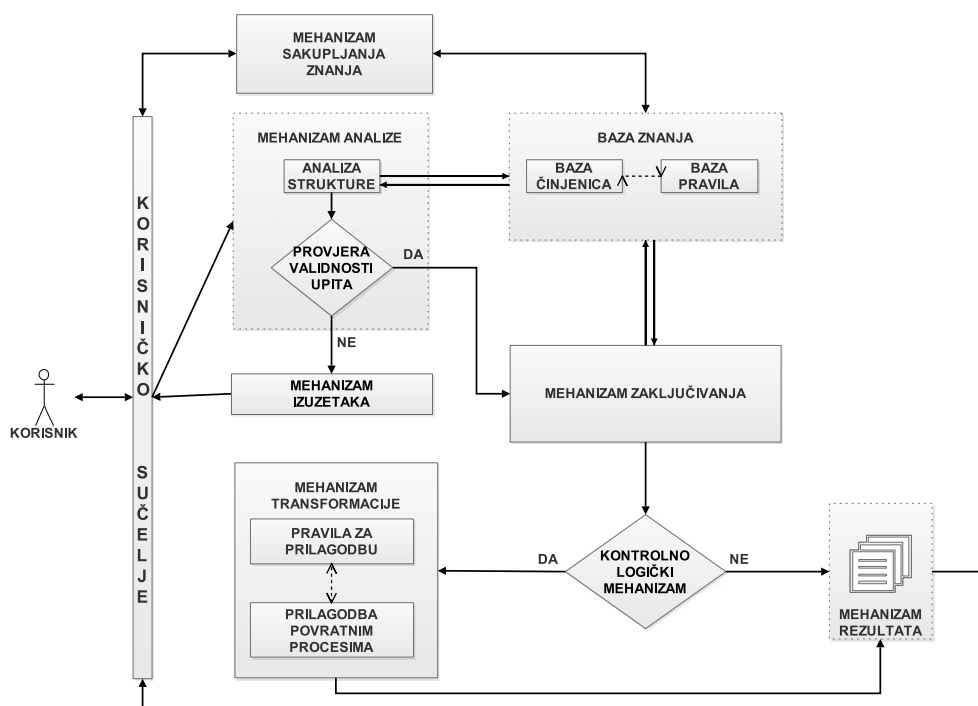 MEHANIZAM
SAKUPLJANJA
ZNANJA
MEHANIZAM ANALIZE
ANALIZA
STRUKTURE
PROVJERA
VALIDNOSTI
UPITA
DA
NE
BAZA ZNANJA
BAZA
ČINJENICA
BAZA
PRAVILA
KORISNIČKO SUČELJE
KORISNIK
MEHANIZAM
IZUZETAKA
MEHANIZAM ZAKLJUČIVANJA
MEHANIZAM
TRANSFORMACIJE
PRAVILA ZA
PRILAGODBU
PRILAGODBA
POVRATNIM
PROCESIMA
DA
KONTROLNO
LOGIČKI
MEHANIZAM
NE
MEHANIZAM
REZULTATA